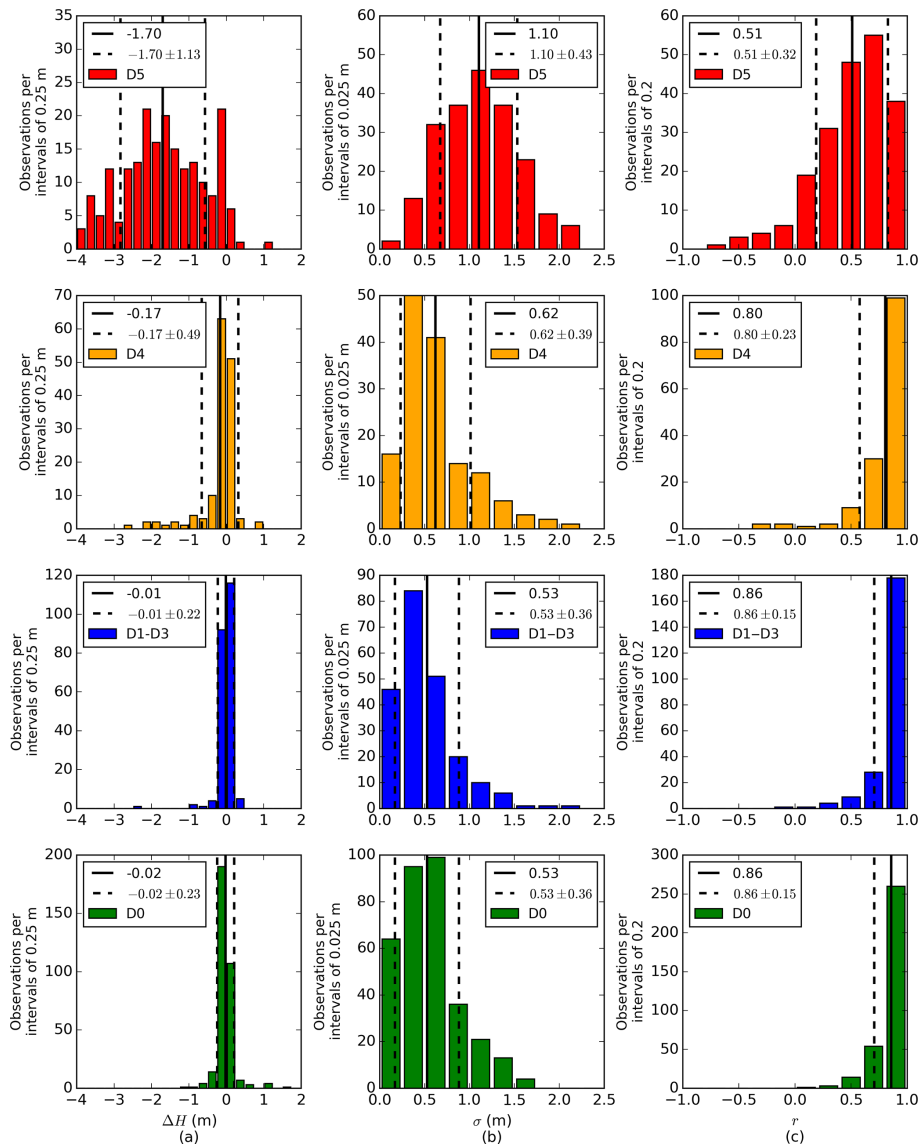 Observations per
intervals of 0.25 m
35
30
25
20
15
10
5
0
−4 −3 −2 −1 0 1 2
-1.70
−1.70±1.13
D5
Observations per
intervals of 0.025 m
60
50
40
30
20
10
0
0.0 0.5 1.0 1.5 2.0 2.5
1.10
1.10±0.43
D5
Observations per
intervals of 0.2
60
50
40
30
20
10
0
−1.0 −0.5 0.0 0.5 1.0
0.51
0.51±0.32
D5
Observations per
intervals of 0.25 m
70
60
50
40
30
20
10
0
−4 −3 −2 −1 0 1 2
-0.17
−0.17±0.49
D4
Observations per
intervals of 0.025 m
50
40
30
20
10
0
0.0 0.5 1.0 1.5 2.0 2.5
0.62
0.62±0.39
D4
Observations per
intervals of 0.2
100
80
60
40
20
0
−1.0 −0.5 0.0 0.5 1.0
0.80
0.80±0.23
D4
Observations per
intervals of 0.25 m
120
100
80
60
40
20
0
−4 −3 −2 −1 0 1 2
-0.01
−0.01±0.22
D1-D3
Observations per
intervals of 0.025 m
90
80
70
60
50
40
30
20
10
0
0.0 0.5 1.0 1.5 2.0 2.5
0.53
0.53±0.36
D1−D3
Observations per
intervals of 0.2
180
160
140
120
100
80
60
40
20
0
−1.0 −0.5 0.0 0.5 1.0
0.86
0.86±0.15
D1−D3
Observations per
intervals of 0.25 m
200
150
100
50
0
−4 −3 −2 −1 0 1 2
-0.02
−0.02±0.23
D0
ΔH (m)
(a)
Observations per
intervals of 0.025 m
100
80
60
40
20
0
0.0 0.5 1.0 1.5 2.0 2.5
0.53
0.53±0.36
D0
σ (m)
(b)
Observations per
intervals of 0.2
300
250
200
150
100
50
0
−1.0 −0.5 0.0 0.5 1.0
0.86
0.86±0.15
D0
r
(c)